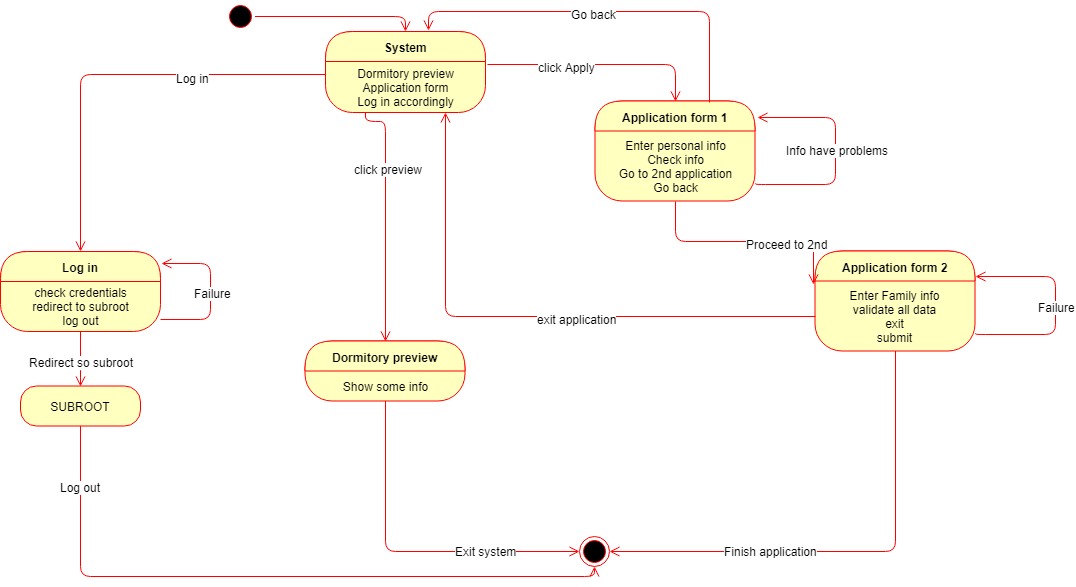 Go back
System
Dormitory preview
Application form
Log in accordingly
click Apply
Log in
Application form 1
Enter personal info
Check info
Go to 2nd application
Go back
Info have problems
click preview
Proceed to 2nd
Log in
check credentials
redirect to subroot
log out
Failure
Application form 2
Enter Family info
validate all data
exit
submit
Failure
exit application
Redirect so subroot
Dormitory preview
Show some info
SUBROOT
Log out
Exit system
Finish application